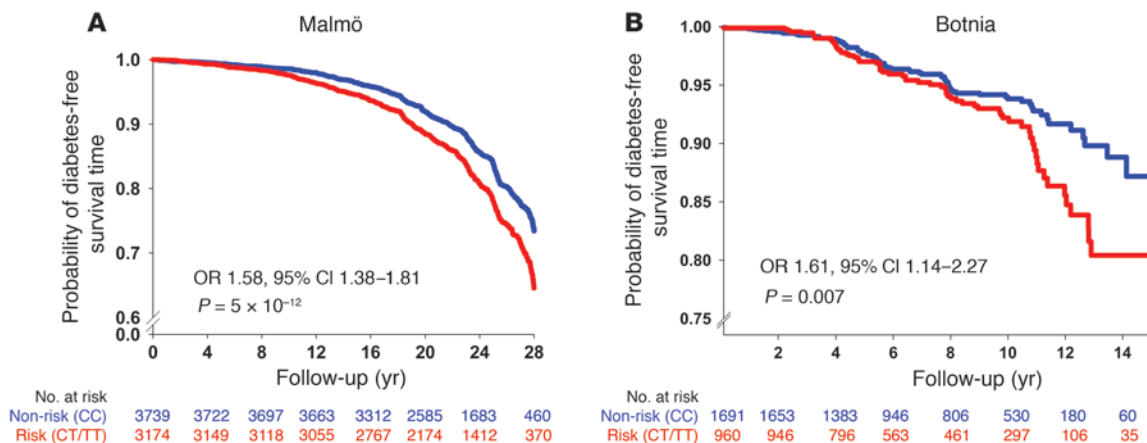 A
Malmö
Probability of diabetes-free
survival time
1.0
0.9
0.8
0.7
0.6
0.0
OR 1.58, 95% CI 1.38–1.81
P = 5 × 10⁻¹²
0 4 8 12 16 20 24 28
Follow-up (yr)
No. at risk
Non-risk (CC) 3739 3722 3697 3663 3312 2585 1683 460
Risk (CT/TT) 3174 3149 3118 3055 2767 2174 1412 370
B
Botnia
Probability of diabetes-free
survival time
1.00
0.95
0.90
0.85
0.80
0.75
OR 1.61, 95% CI 1.14–2.27
P = 0.007
2 4 6 8 10 12 14
Follow-up (yr)
No. at risk
Non-risk (CC) 1691 1653 1383 946 806 530 180 60
Risk (CT/TT) 960 946 796 563 461 297 106 35